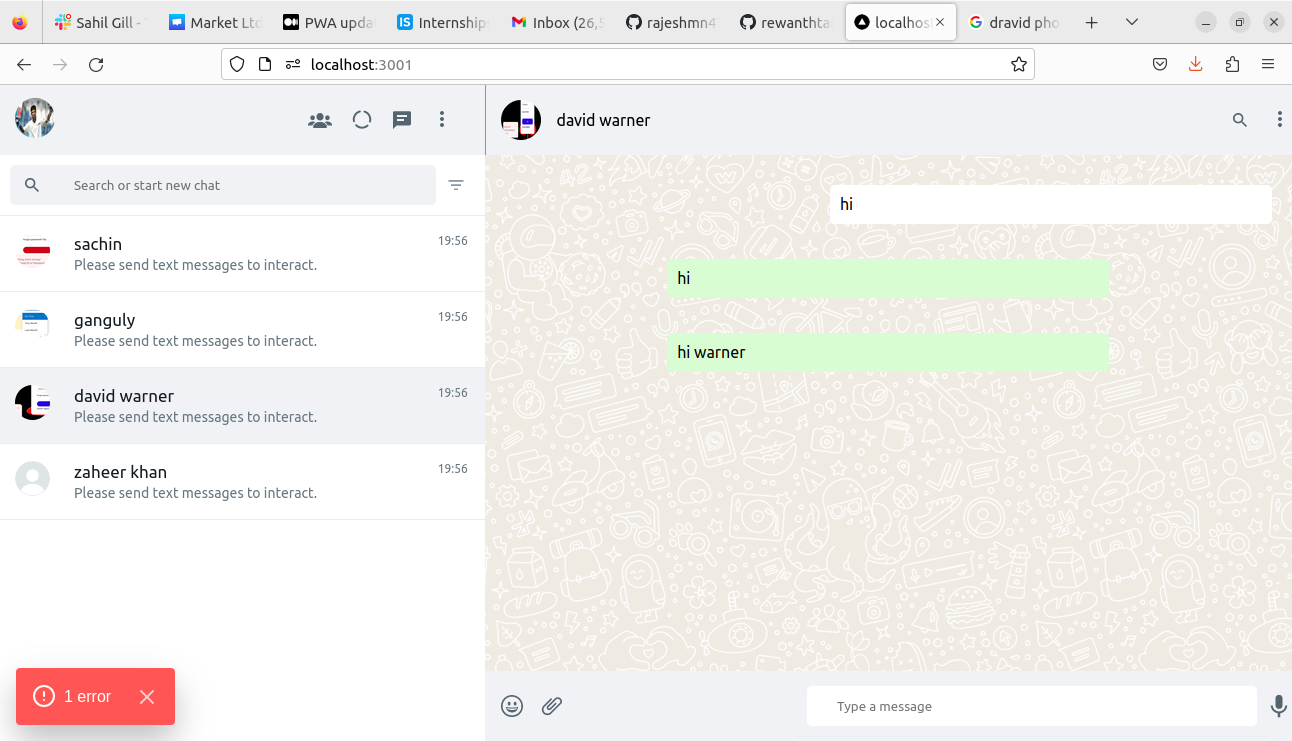 Sahil Gill -
Market Ltd
PWA upda
Internships
Inbox (26,5
rajeshmn4
rewanthta
localhos
dravid pho
localhost:3001
david warner
Search or start new chat
hi
sachin
19:56
Please send text messages to interact.
hi
ganguly
19:56
Please send text messages to interact.
hi warner
david warner
19:56
Please send text messages to interact.
zaheer khan
19:56
Please send text messages to interact.
1 error
Type a message